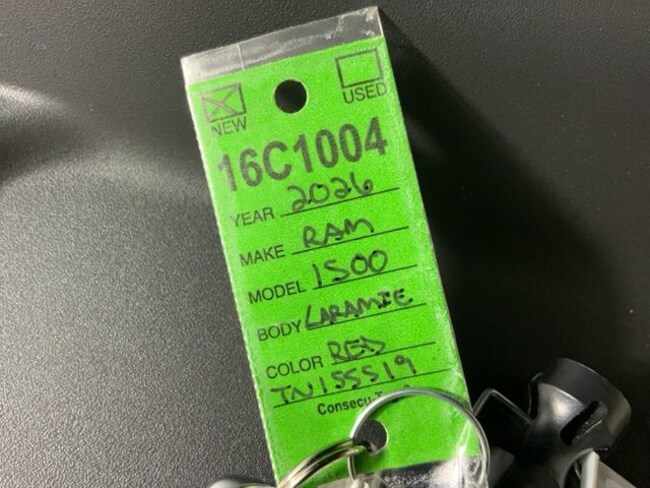 NEW USED
16C1004
YEAR 2026
MAKE RAM
MODEL 1500
BODY LARAMIE
COLOR RED
TN155519